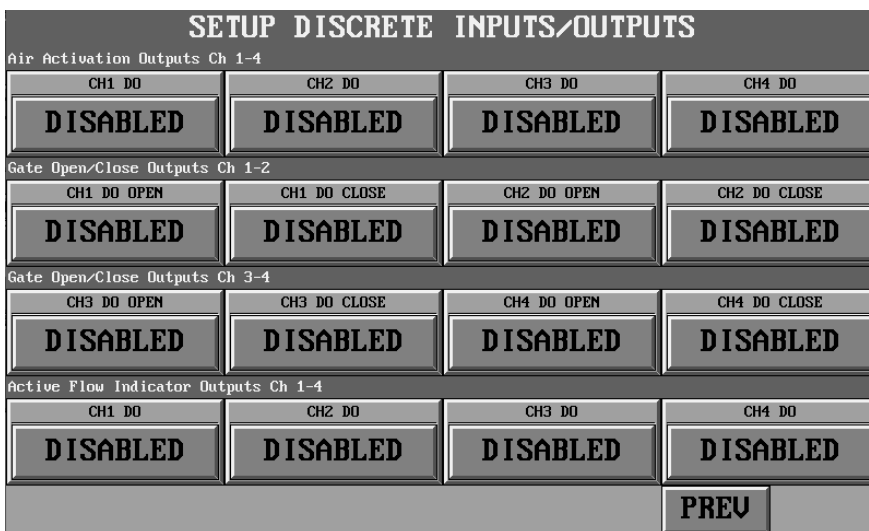 SETUP DISCRETE INPUTS/OUTPUTS
Air Activation Outputs Ch 1-4
CH1 DO CH2 DO CH3 DO CH4 DO
DISABLED DISABLED DISABLED DISABLED
Gate Open/Close Outputs Ch 1-2
CH1 DO OPEN CH1 DO CLOSE CH2 DO OPEN CH2 DO CLOSE
DISABLED DISABLED DISABLED DISABLED
Gate Open/Close Outputs Ch 3-4
CH3 DO OPEN CH3 DO CLOSE CH4 DO OPEN CH4 DO CLOSE
DISABLED DISABLED DISABLED DISABLED
Active Flow Indicator Outputs Ch 1-4
CH1 DO CH2 DO CH3 DO CH4 DO
DISABLED DISABLED DISABLED DISABLED
PREV